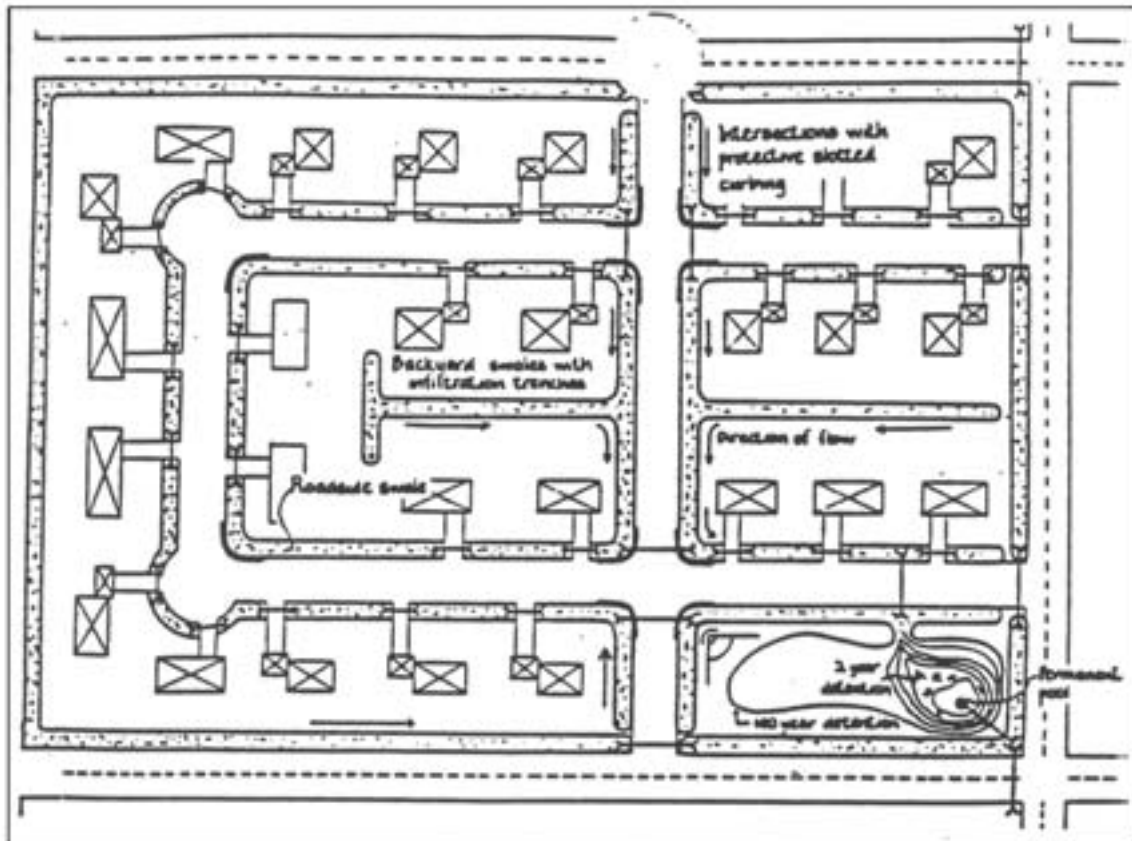 Intersections with
protective slotted
curbing
Backyard swales with
infiltration trenches
Direction of flow
Roadside swale
2 year
detention
Permanent
pool
100 year detention